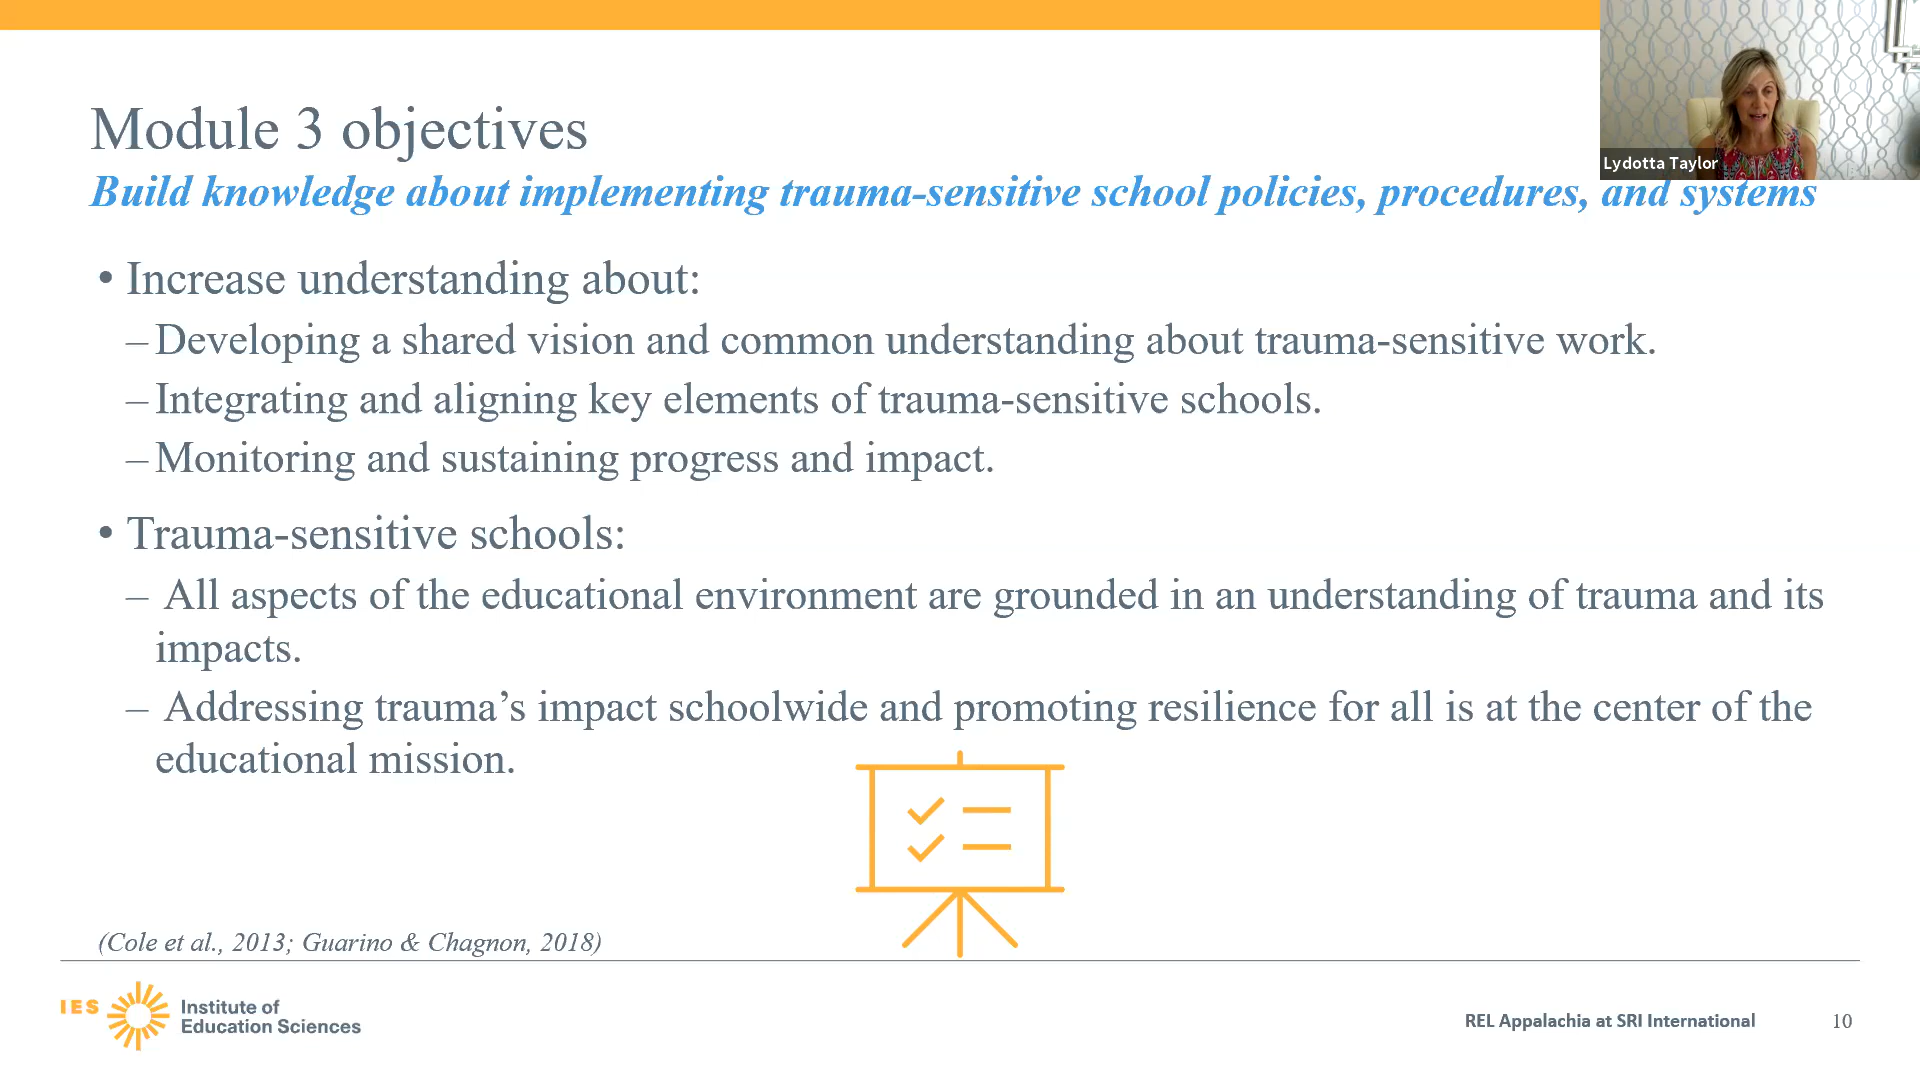 Module 3 objectives
Lydotta Taylor
Build knowledge about implementing trauma-sensitive school policies, procedures, and systems
• Increase understanding about:
– Developing a shared vision and common understanding about trauma-sensitive work.
– Integrating and aligning key elements of trauma-sensitive schools.
– Monitoring and sustaining progress and impact.
• Trauma-sensitive schools:
– All aspects of the educational environment are grounded in an understanding of trauma and its
impacts.
– Addressing trauma’s impact schoolwide and promoting resilience for all is at the center of the
educational mission.
(Cole et al., 2013; Guarino & Chagnon, 2018)
IES
Institute of
Education Sciences
REL Appalachia at SRI International
10